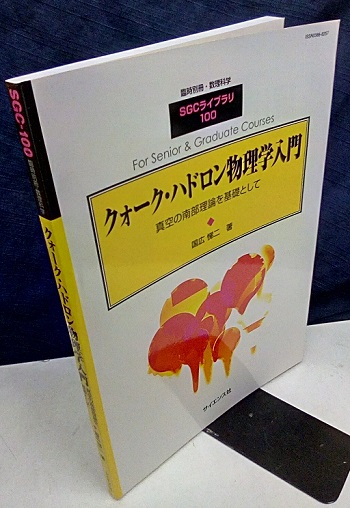 ISSN0386-8257
臨時別冊・数理科学
SGCライブラリ
100
For Senior & Graduate Courses
クォーク・ハドロン物理学入門
真空の南部理論を基礎として
国広 悌二 著
サイエンス社
SGC-100
クォーク・ハドロン物理学入門